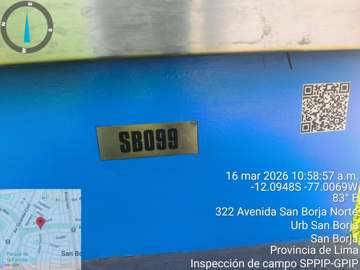 SB099
16 mar 2026 10:58:57 a.m.
-12.0948S -77.0069W
83° E
322 Avenida San Borja Norte
Urb San Borja
San Borja
Provincia de Lima
Inspección de campo SPPIP-GPIP